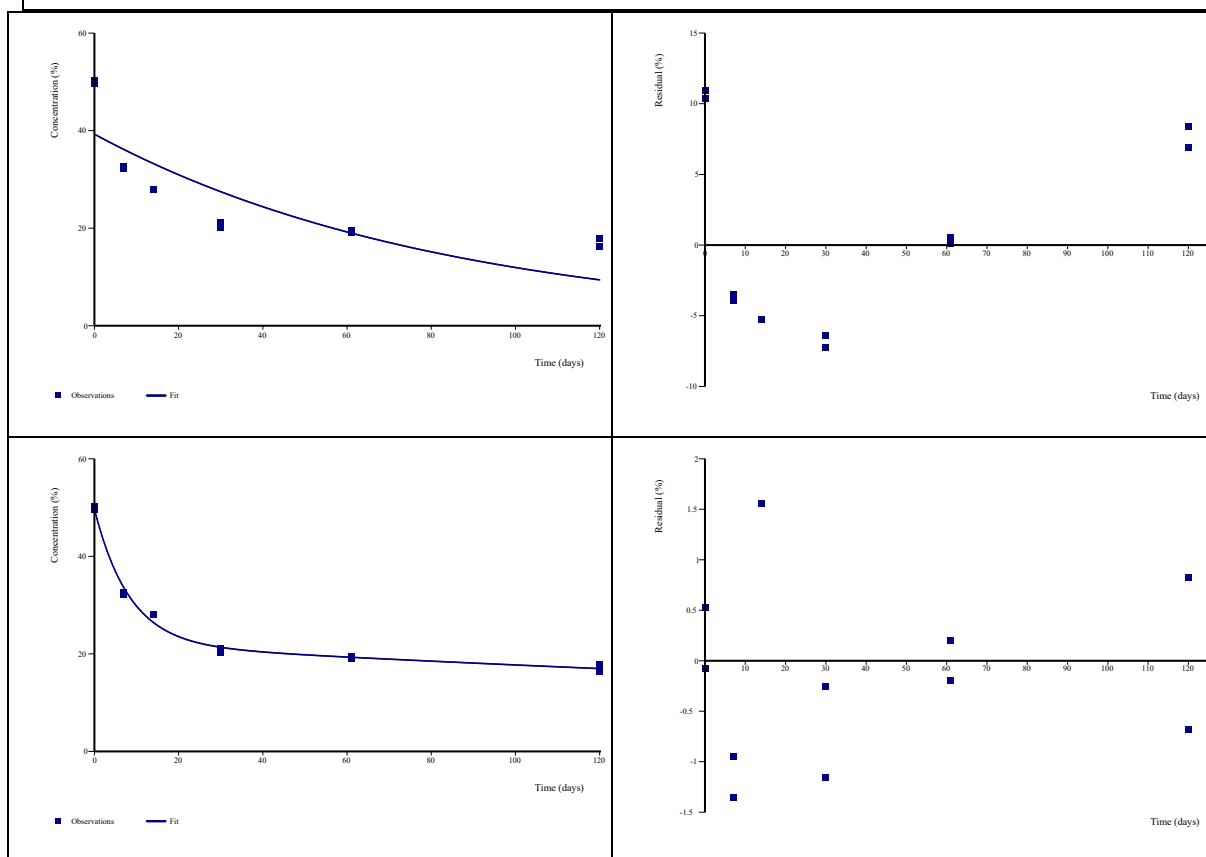 60
40
20
0
0 20 40 60 80 100 120
Concentration (%)
Time (days)
Observations Fit
15
10
5
0
-5
-10
0 10 20 30 40 50 60 70 80 90 100 110 120
Residual (%)
Time (days)
60
40
20
0
0 20 40 60 80 100 120
Concentration (%)
Time (days)
Observations Fit
2
1.5
1
0.5
0
-0.5
-1
-1.5
0 10 20 30 40 50 60 70 80 90 100 110 120
Residual (%)
Time (days)